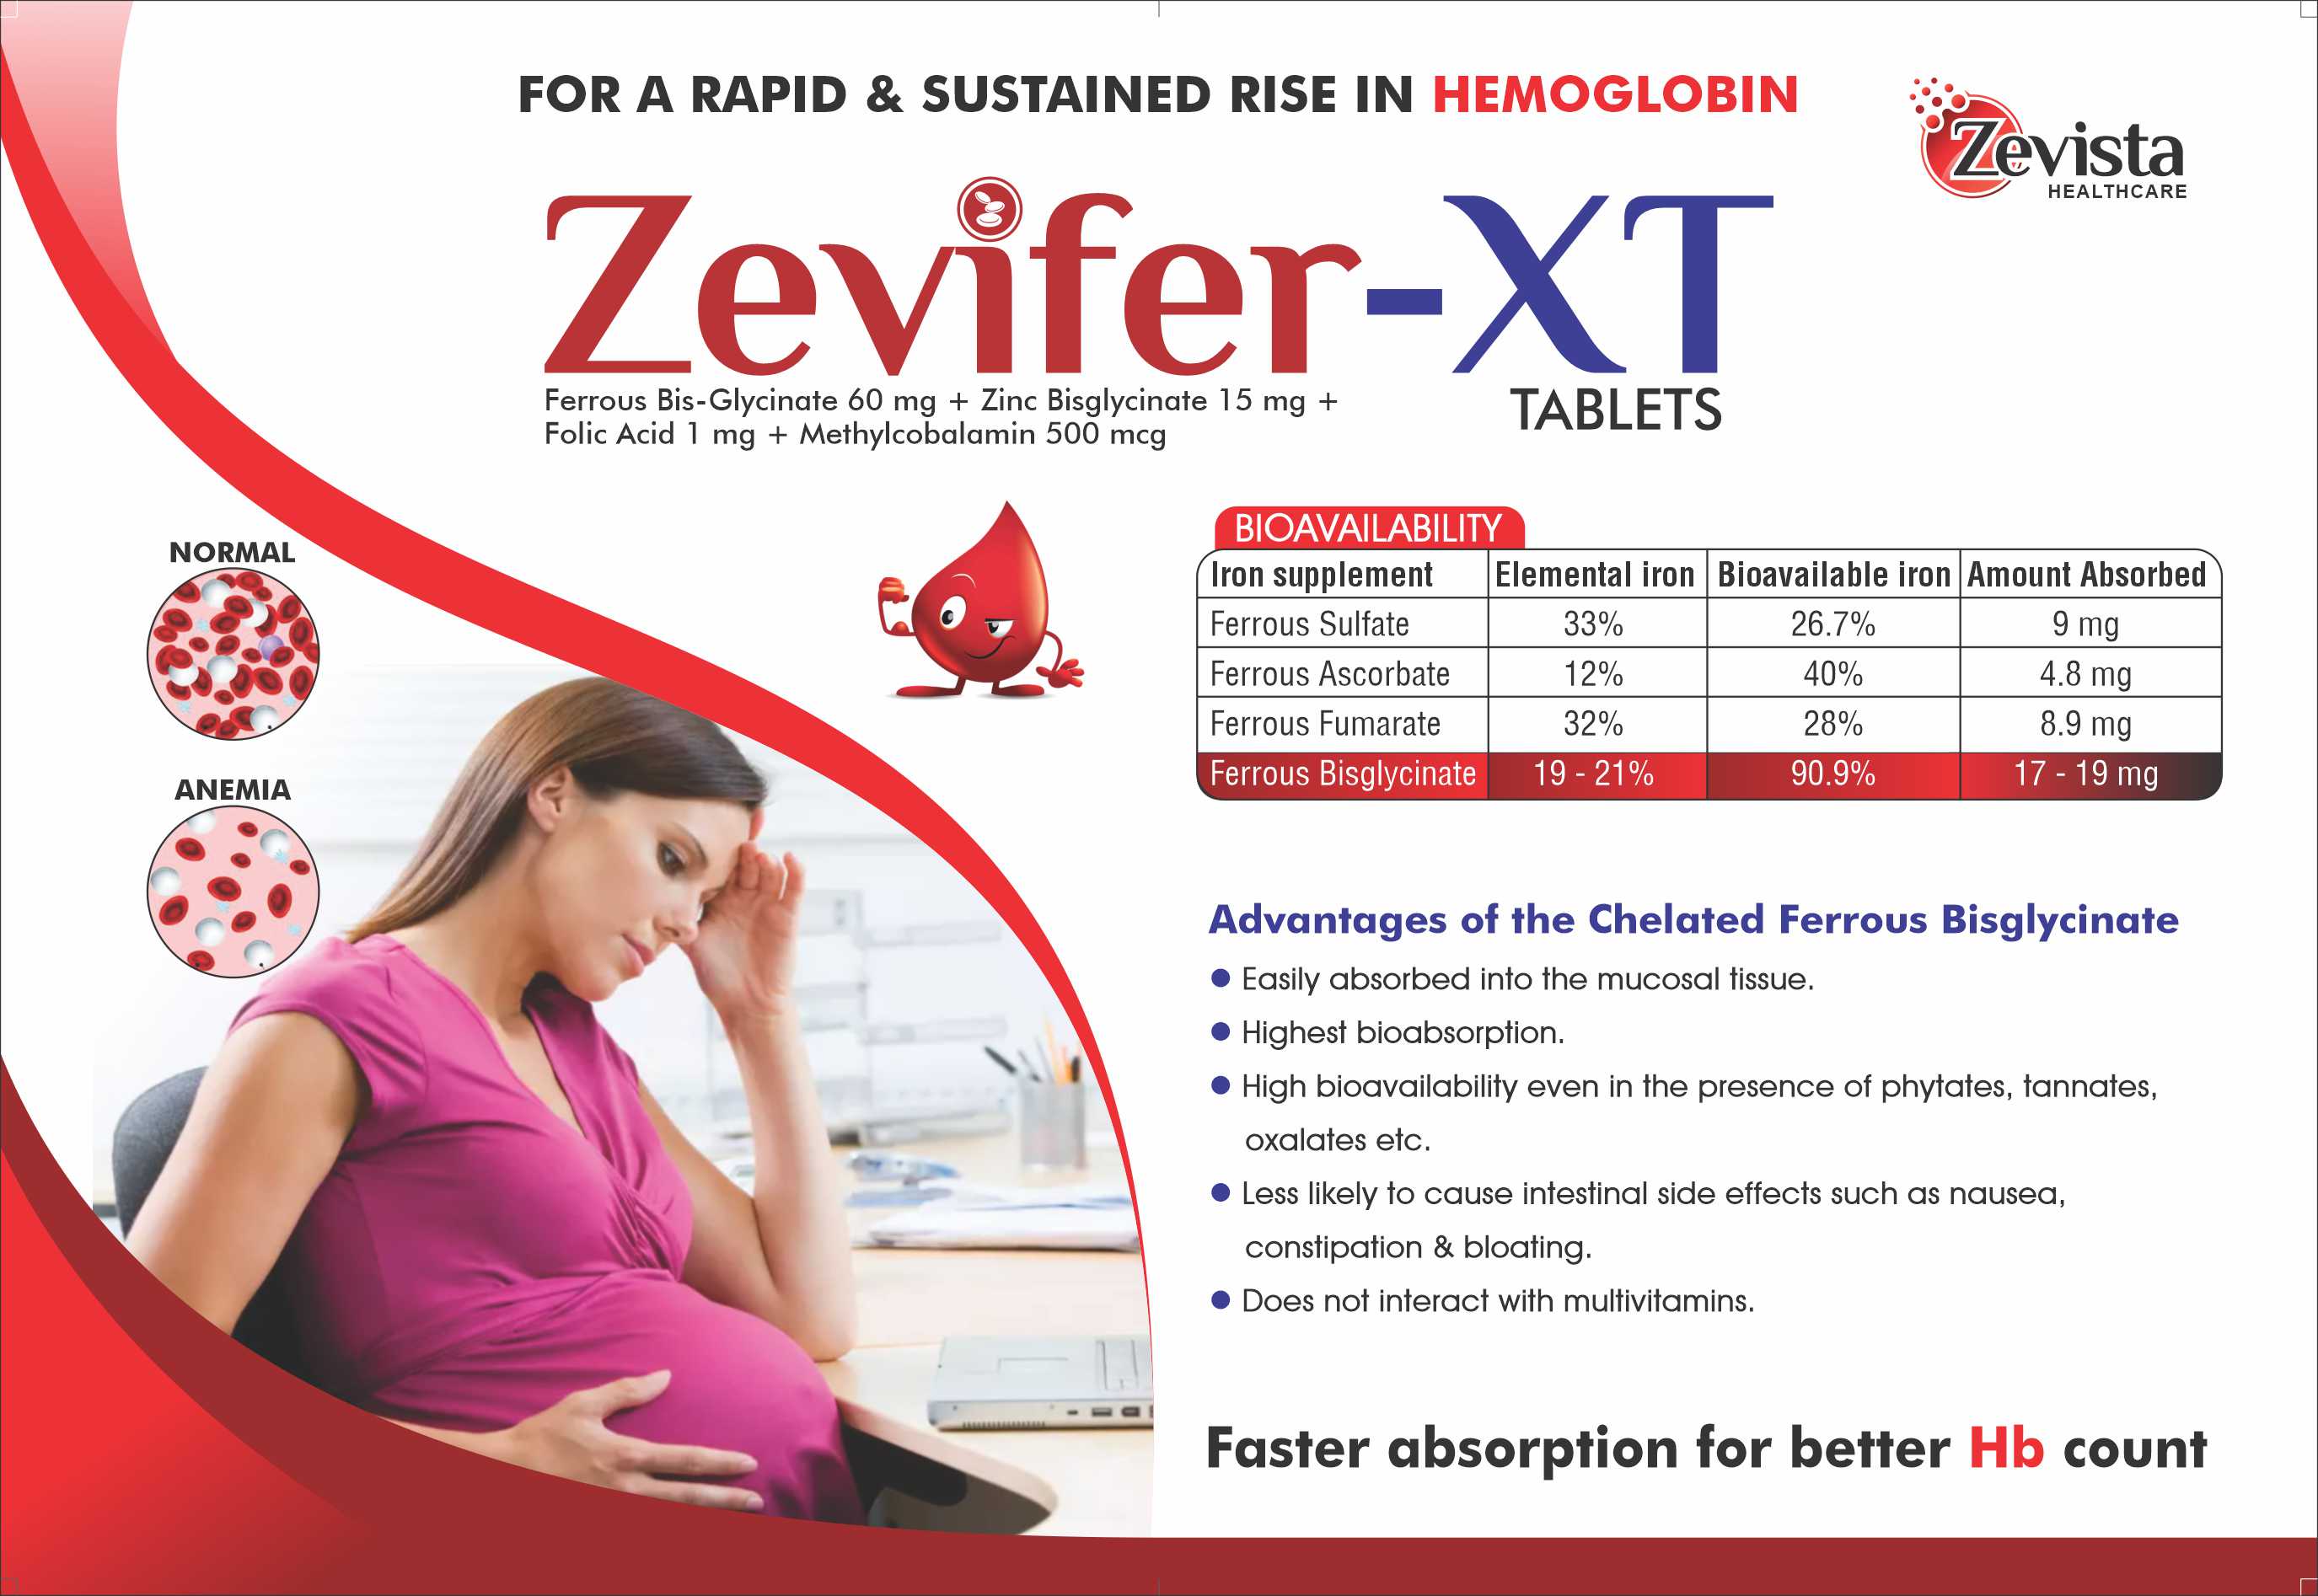 FOR A RAPID & SUSTAINED RISE IN HEMOGLOBIN
Zevista
HEALTHCARE
Zevifer-XT
TABLETS
Ferrous Bis-Glycinate 60 mg + Zinc Bisglycinate 15 mg +
Folic Acid 1 mg + Methylcobalamin 500 mcg
NORMAL
ANEMIA
BIOAVAILABILITY
Iron supplement Elemental iron Bioavailable iron Amount Absorbed
Ferrous Sulfate 33% 26.7% 9 mg
Ferrous Ascorbate 12% 40% 4.8 mg
Ferrous Fumarate 32% 28% 8.9 mg
Ferrous Bisglycinate 19 - 21% 90.9% 17 - 19 mg
Advantages of the Chelated Ferrous Bisglycinate
● Easily absorbed into the mucosal tissue.
● Highest bioabsorption.
● High bioavailability even in the presence of phytates, tannates,
oxalates etc.
● Less likely to cause intestinal side effects such as nausea,
constipation & bloating.
● Does not interact with multivitamins.
Faster absorption for better Hb count